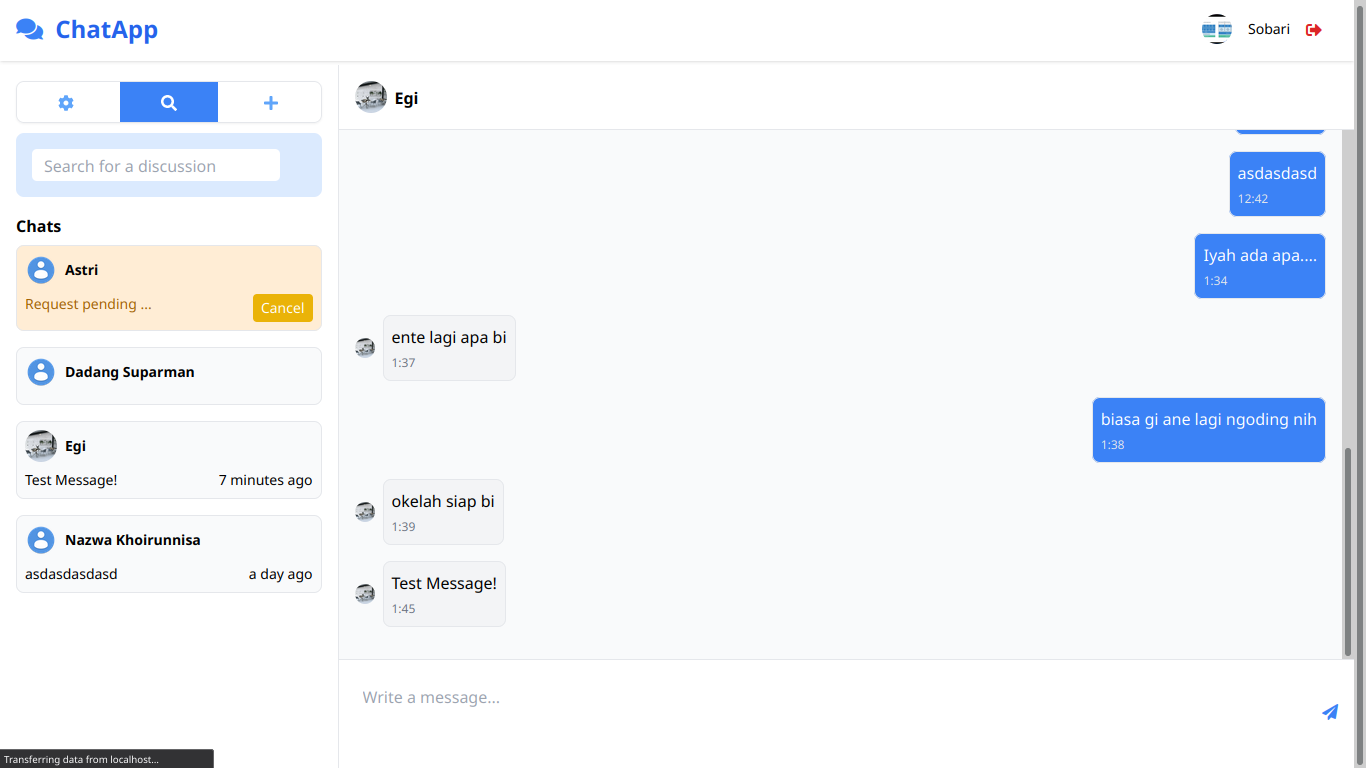 ChatApp
Sobari
Search for a discussion
Chats
Astri
Request pending ...
Cancel
Dadang Suparman
Egi
Test Message!
7 minutes ago
Nazwa Khoirunnisa
asdasdasdasd
a day ago
Egi
asdasdasd
12:42
Iyah ada apa....
1:34
ente lagi apa bi
1:37
biasa gi ane lagi ngoding nih
1:38
okelah siap bi
1:39
Test Message!
1:45
Write a message...
Transferring data from localhost...